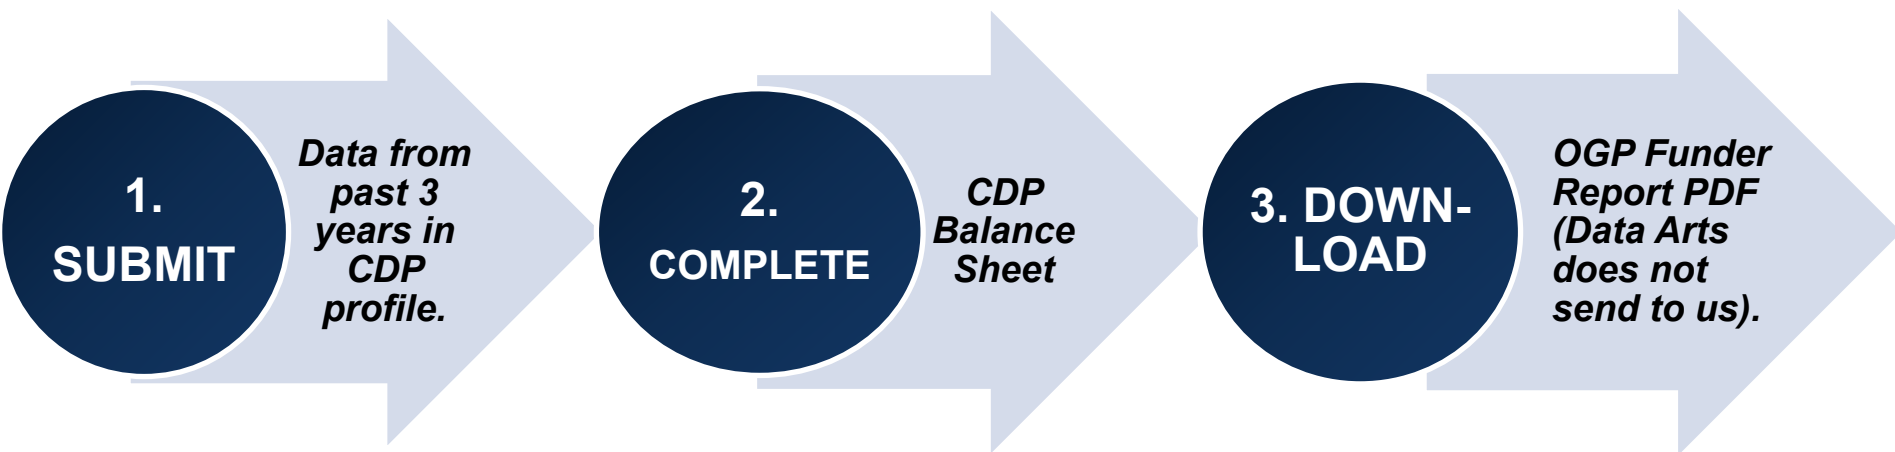 1.
SUBMIT
Data from
past 3
years in
CDP
profile.
2.
COMPLETE
CDP
Balance
Sheet
3. DOWN-
LOAD
OGP Funder
Report PDF
(Data Arts
does not
send to us).